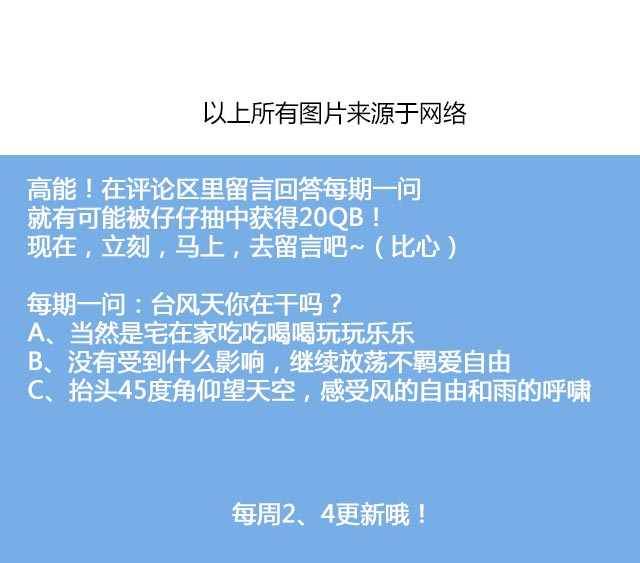 以上所有图片来源于网络
高能！在评论区里留言回答每期一问
就有可能被仔仔抽中获得20QB！
现在，立刻，马上，去留言吧~（比心）
每期一问：台风天你在干吗？
A、当然是宅在家吃吃喝喝玩玩乐乐
B、没有受到什么影响，继续放荡不羁爱自由
C、抬头45度角仰望天空，感受风的自由和雨的呼啸
每周2、4更新哦！